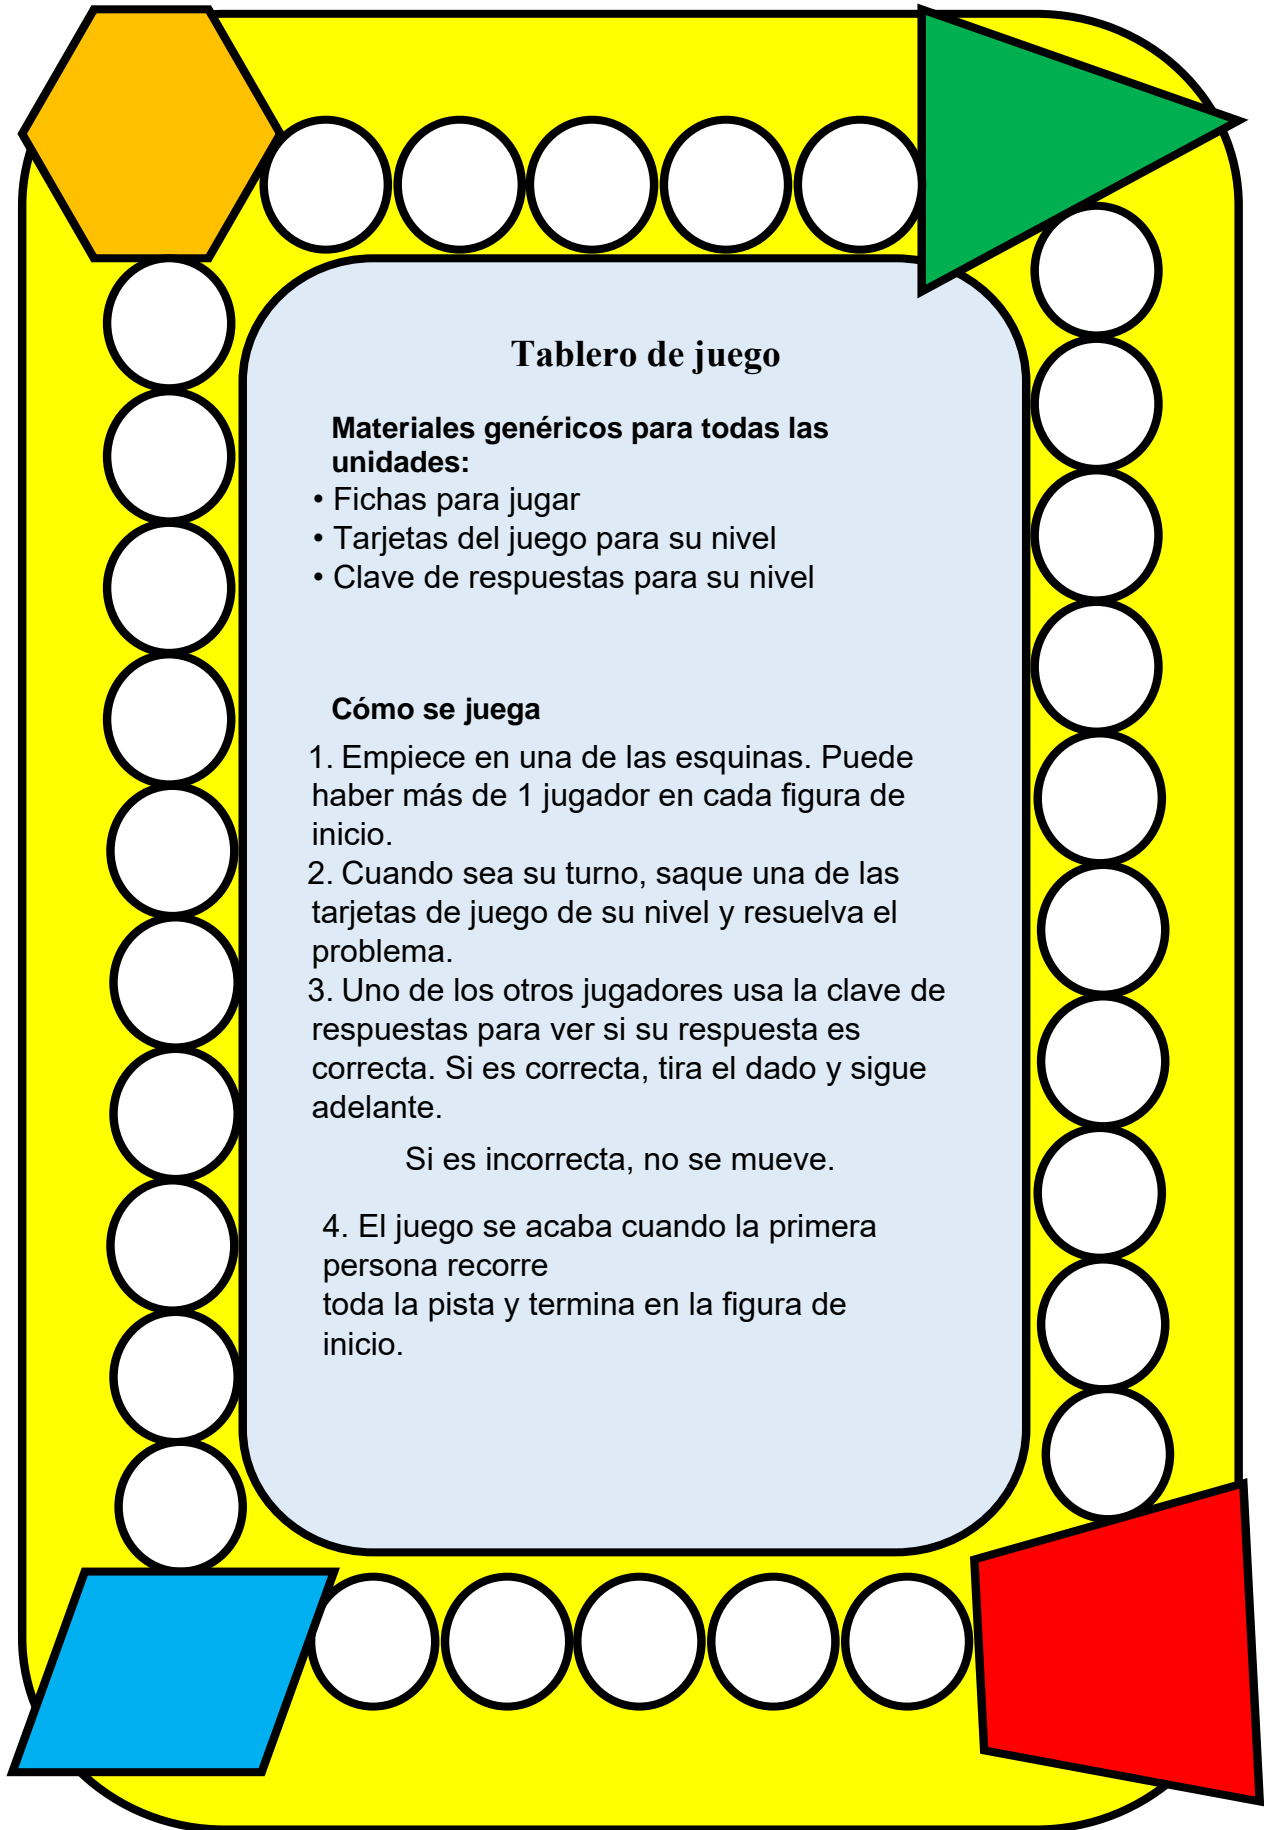 Tablero de juego
Materiales genéricos para todas las
unidades:
• Fichas para jugar
• Tarjetas del juego para su nivel
• Clave de respuestas para su nivel
Cómo se juega
1. Empiece en una de las esquinas. Puede
haber más de 1 jugador en cada figura de
inicio.
2. Cuando sea su turno, saque una de las
tarjetas de juego de su nivel y resuelva el
problema.
3. Uno de los otros jugadores usa la clave de
respuestas para ver si su respuesta es
correcta. Si es correcta, tira el dado y sigue
adelante.
Si es incorrecta, no se mueve.
4. El juego se acaba cuando la primera
persona recorre
toda la pista y termina en la figura de
inicio.